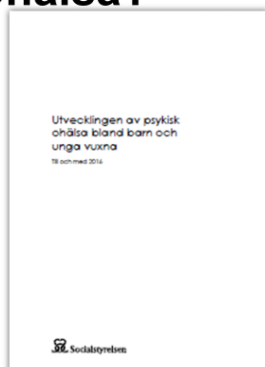 Utvecklingen av psykisk
ohälsa bland barn och
unga vuxna
Till och med 2016
Socialstyrelsen